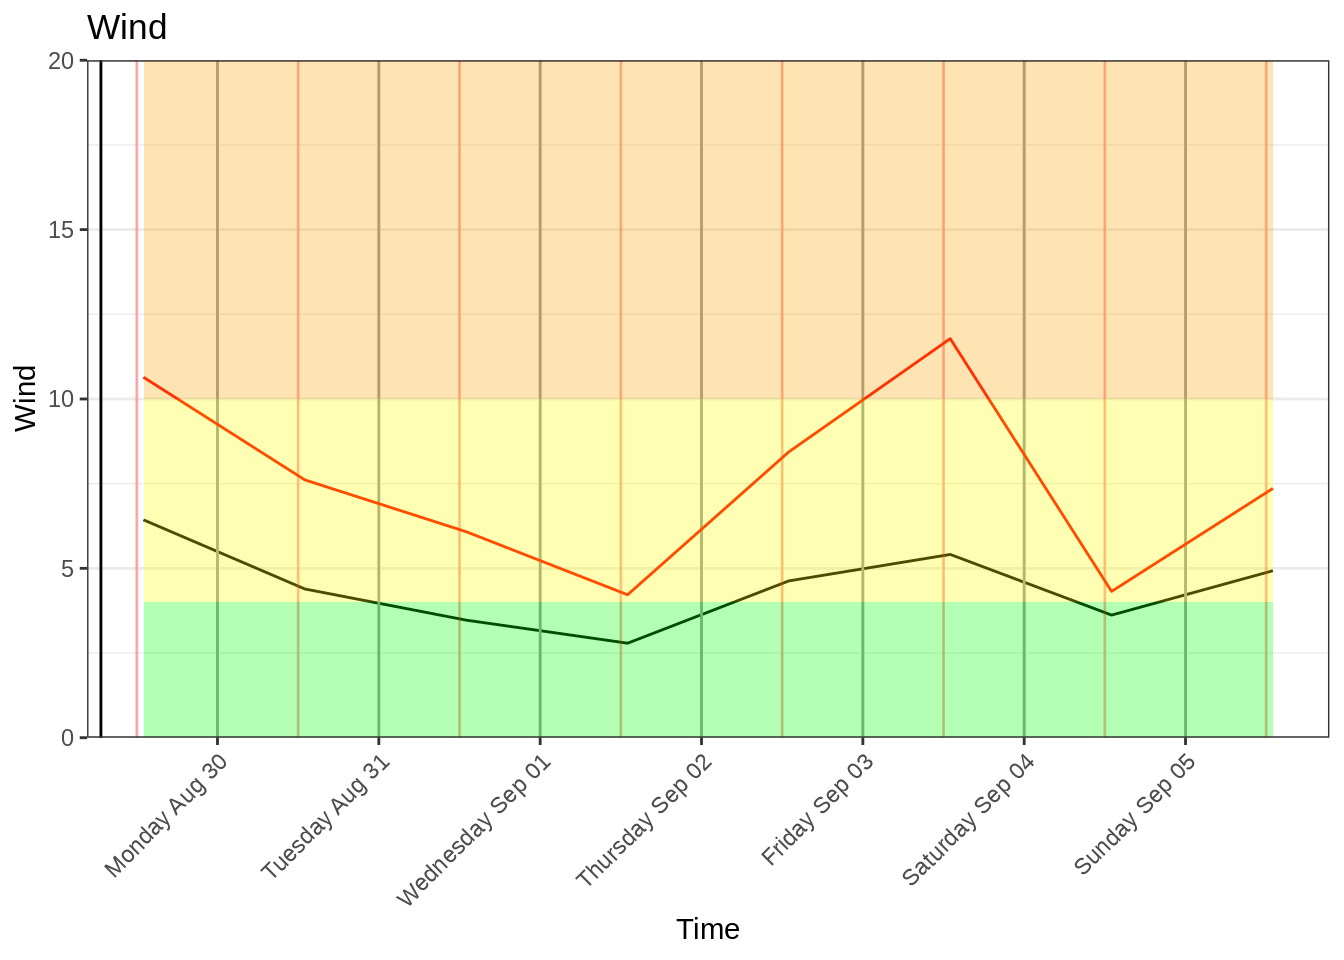 Wind
20
15
10
5
0
Wind
Monday Aug 30
Tuesday Aug 31
Wednesday Sep 01
Thursday Sep 02
Friday Sep 03
Saturday Sep 04
Sunday Sep 05
Time